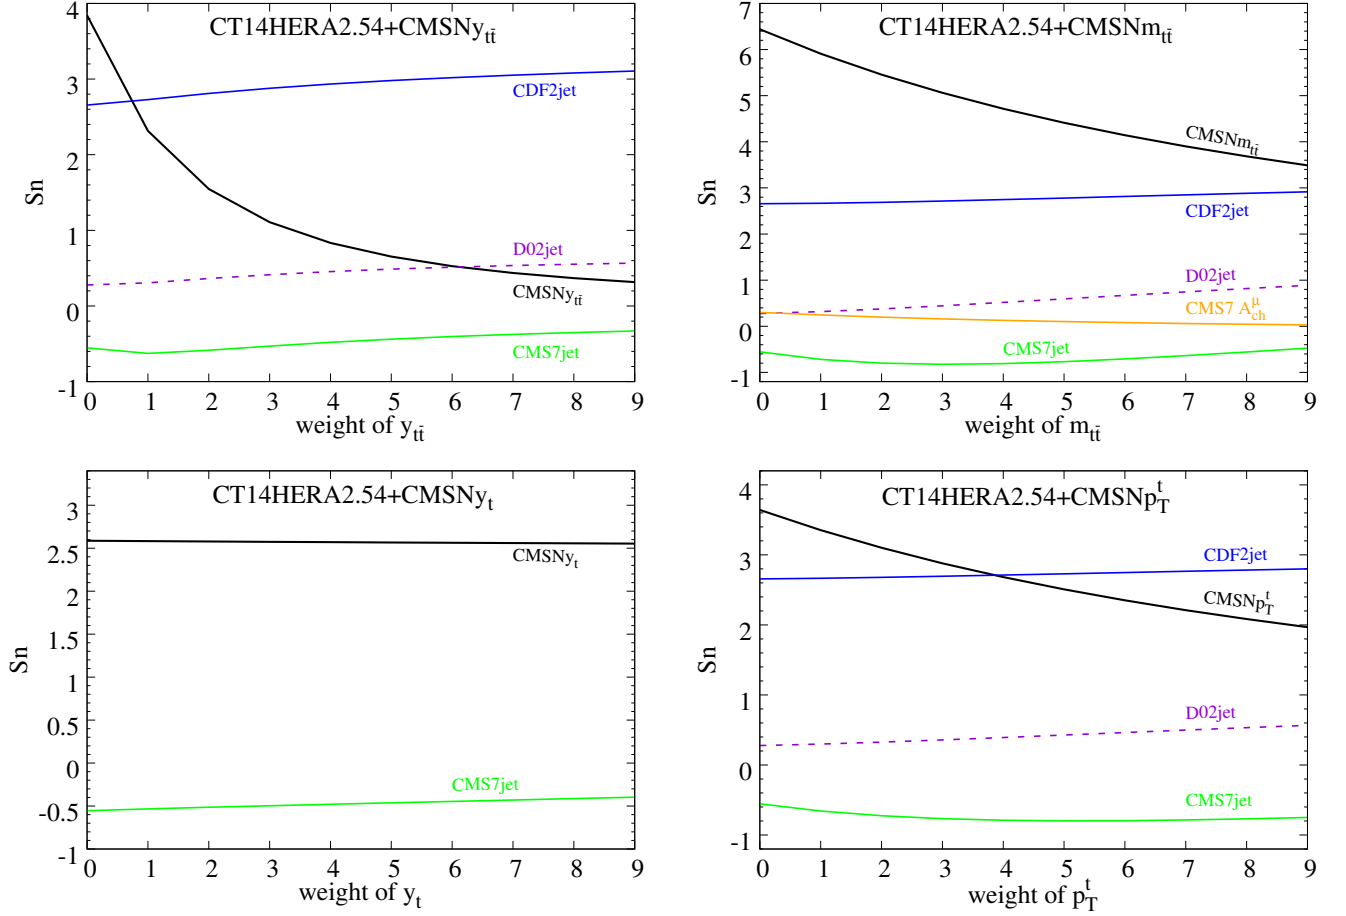 CT14HERA2.54+CMSNy_{tt̄}
4
3
2
1
0
-1
Sn
CDF2jet
D02jet
CMSNy_{tt̄}
CMS7jet
0 1 2 3 4 5 6 7 8 9
weight of y_{tt̄}
CT14HERA2.54+CMSNm_{tt̄}
7
6
5
4
3
2
1
0
-1
Sn
CMSNm_{tt̄}
CDF2jet
D02jet
CMS7 A_{ch}^{μ}
CMS7jet
0 1 2 3 4 5 6 7 8 9
weight of m_{tt̄}
CT14HERA2.54+CMSNy_t
3
2.5
2
1.5
1
0.5
0
-0.5
-1
Sn
CMSNy_t
CMS7jet
0 1 2 3 4 5 6 7 8 9
weight of y_t
CT14HERA2.54+CMSNp_T^t
4
3
2
1
0
-1
Sn
CDF2jet
CMSNp_T^t
D02jet
CMS7jet
0 1 2 3 4 5 6 7 8 9
weight of p_T^t